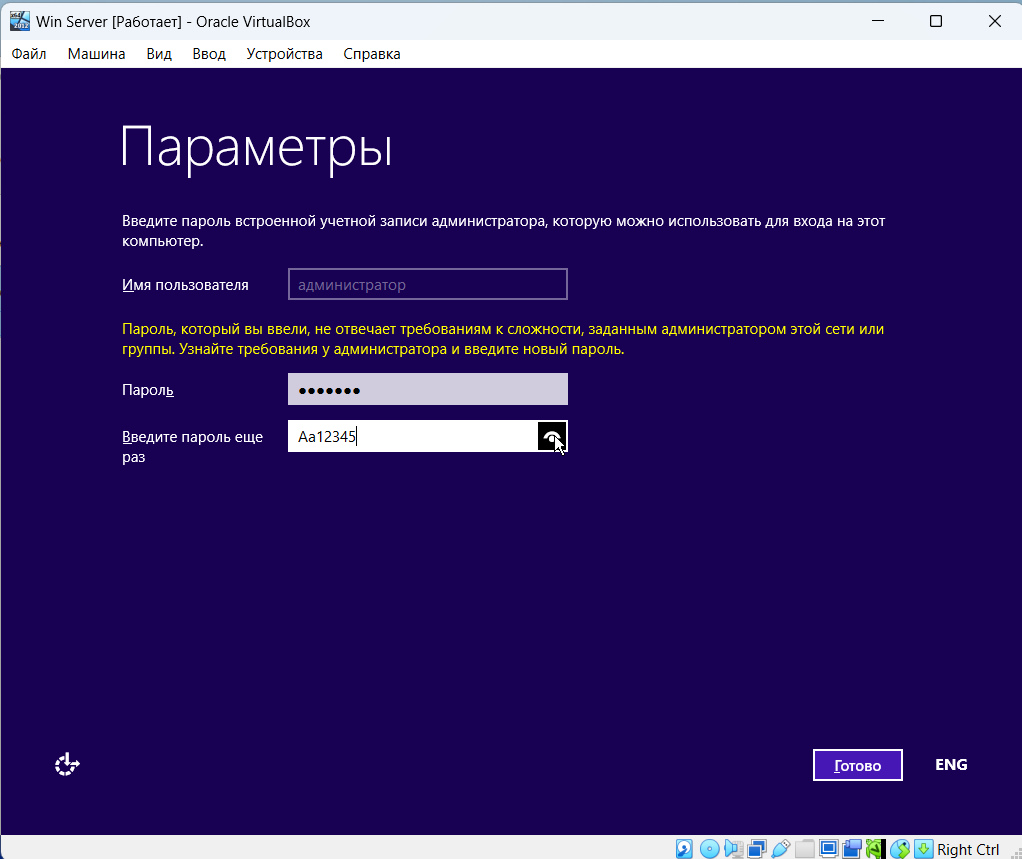 Win Server [Работает] - Oracle VirtualBox
Файл Машина Вид Ввод Устройства Справка
Параметры
Введите пароль встроенной учетной записи администратора, которую можно использовать для входа на этот
компьютер.
Имя пользователя администратор
Пароль, который вы ввели, не отвечает требованиям к сложности, заданным администратором этой сети или
группы. Узнайте требования у администратора и введите новый пароль.
Пароль •••••••
Введите пароль еще Aa12345
раз
Готово ENG
Right Ctrl